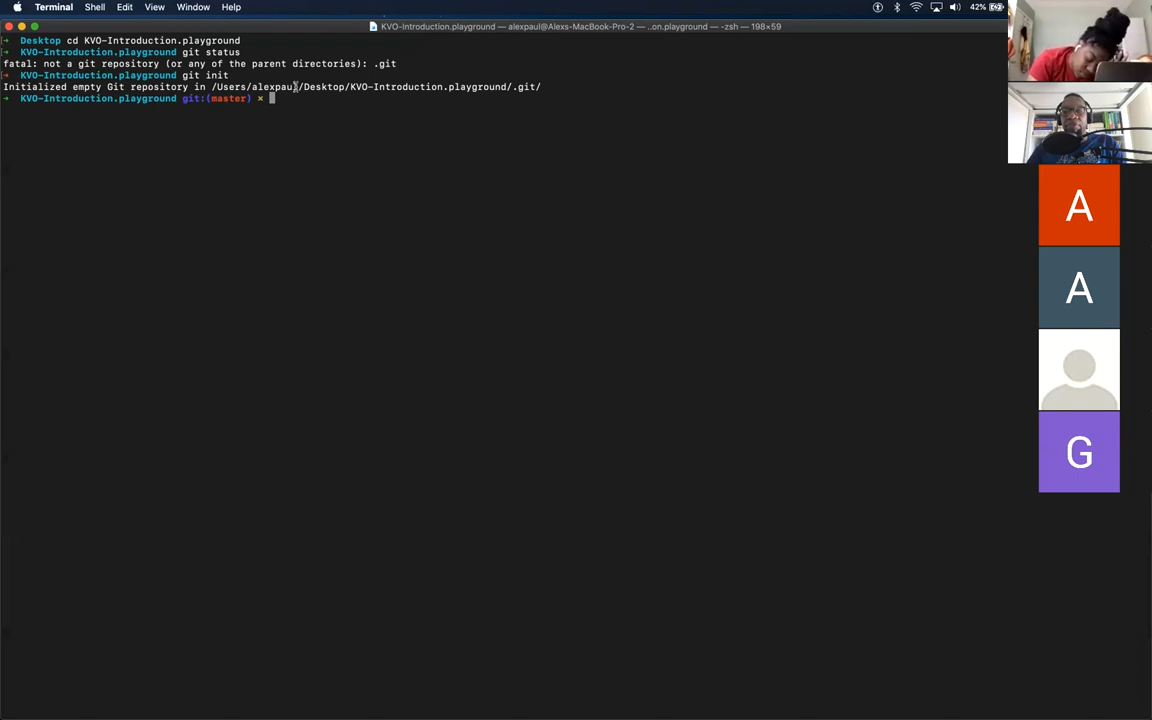 Terminal Shell Edit View Window Help 42%
KVO-Introduction.playground — alexpaul@Alexs-MacBook-Pro-2 — ..on.playground — -zsh — 198×59
➜ Desktop cd KVO-Introduction.playground
➜ KVO-Introduction.playground git status
fatal: not a git repository (or any of the parent directories): .git
➜ KVO-Introduction.playground git init
Initialized empty Git repository in /Users/alexpaul/Desktop/KVO-Introduction.playground/.git/
➜ KVO-Introduction.playground git:(master) ×
A
A
G